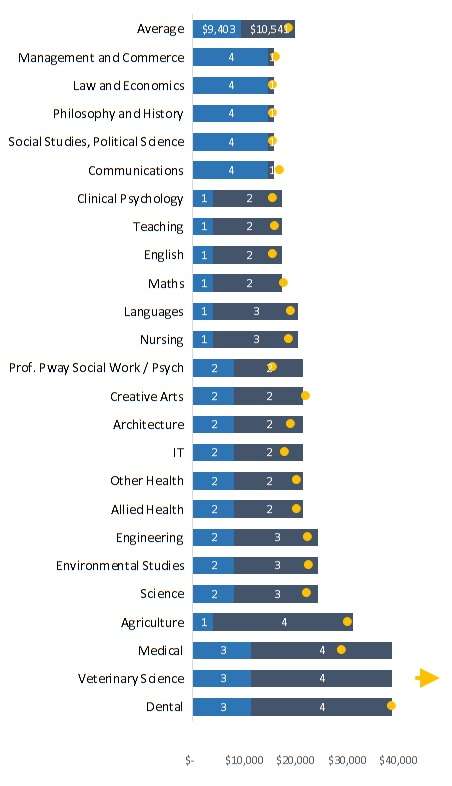 Average $9,403 $10,541
Management and Commerce 4 1
Law and Economics 4 1
Philosophy and History 4 1
Social Studies, Political Science 4 1
Communications 4 1
Clinical Psychology 1 2
Teaching 1 2
English 1 2
Maths 1 2
Languages 1 3
Nursing 1 3
Prof. Pway Social Work / Psych 2 2
Creative Arts 2 2
Architecture 2 2
IT 2 2
Other Health 2 2
Allied Health 2 2
Engineering 2 3
Environmental Studies 2 3
Science 2 3
Agriculture 1 4
Medical 3 4
Veterinary Science 3 4
Dental 3 4
$- $10,000 $20,000 $30,000 $40,000